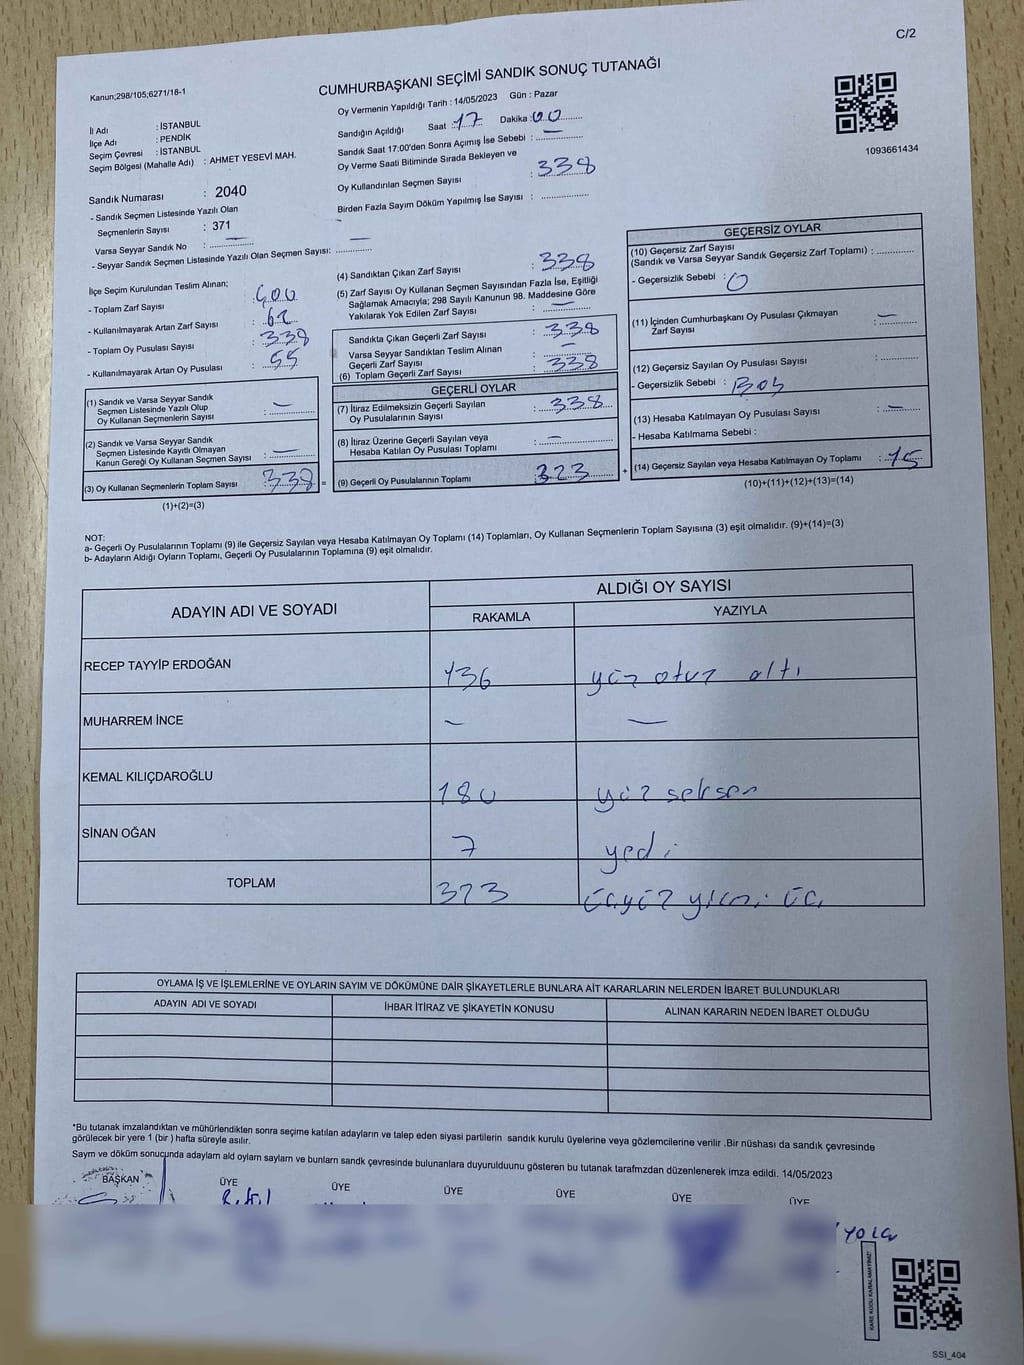 C/2
Kanun;298/105;6271/18-1
CUMHURBAŞKANI SEÇİMİ SANDIK SONUÇ TUTANAĞI
Oy Vermenin Yapıldığı Tarih : 14/05/2023 Gün : Pazar
İl Adı : İSTANBUL
İlçe Adı : PENDİK
Seçim Çevresi : İSTANBUL
Seçim Bölgesi (Mahalle Adı) : AHMET YESEVİ MAH.
Sandığın Açıldığı Saat : 17 Dakika : 00
Sandık Saat 17:00'den Sonra Açımış İse Sebebi : —
Oy Verme Saati Bitiminde Sırada Bekleyen ve
Oy Kullandırılan Seçmen Sayısı : 338
Birden Fazla Sayım Döküm Yapılmış İse Sayısı :
1093661434
Sandık Numarası : 2040
- Sandık Seçmen Listesinde Yazılı Olan
Seçmenlerin Sayısı : 371
Varsa Seyyar Sandık No : —
- Seyyar Sandık Seçmen Listesinde Yazılı Olan Seçmen Sayısı: —
İlçe Seçim Kurulundan Teslim Alınan;
- Toplam Zarf Sayısı : 400
- Kullanılmayarak Artan Zarf Sayısı : 62
- Toplam Oy Pusulası Sayısı : 338
- Kullanılmayarak Artan Oy Pusulası : 55
(1) Sandık ve Varsa Seyyar Sandık
Seçmen Listesinde Yazılı Olup
Oy Kullanan Seçmenlerin Sayısı : —
(2) Sandık ve Varsa Seyyar Sandık
Seçmen Listesinde Kayıtlı Olmayan
Kanun Gereği Oy Kullanan Seçmen Sayısı : —
(3) Oy Kullanan Seçmenlerin Toplam Sayısı : 338 =
(1)+(2)=(3)
(4) Sandıktan Çıkan Zarf Sayısı : 338
(5) Zarf Sayısı Oy Kullanan Seçmen Sayısından Fazla İse, Eşitliği
Sağlamak Amacıyla; 298 Sayılı Kanunun 98. Maddesine Göre
Yakılarak Yok Edilen Zarf Sayısı : —
Sandıkta Çıkan Geçerli Zarf Sayısı : 338
Varsa Seyyar Sandıktan Teslim Alınan
Geçerli Zarf Sayısı : —
(6) Toplam Geçerli Zarf Sayısı : 338
GEÇERLİ OYLAR
(7) İtiraz Edilmeksizin Geçerli Sayılan
Oy Pusulalarının Sayısı : 338
(8) İtiraz Üzerine Geçerli Sayılan veya
Hesaba Katılan Oy Pusulası Toplamı : —
(9) Geçerli Oy Pusulalarının Toplamı : 323 +
GEÇERSİZ OYLAR
(10) Geçersiz Zarf Sayısı
(Sandık ve Varsa Seyyar Sandık Geçersiz Zarf Toplamı) :
- Geçersizlik Sebebi : 0
(11) İçinden Cumhurbaşkanı Oy Pusulası Çıkmayan
Zarf Sayısı : —
(12) Geçersiz Sayılan Oy Pusulası Sayısı :
- Geçersizlik Sebebi : Boş
(13) Hesaba Katılmayan Oy Pusulası Sayısı : —
- Hesaba Katılmama Sebebi :
(14) Geçersiz Sayılan veya Hesaba Katılmayan Oy Toplamı : 15
(10)+(11)+(12)+(13)=(14)
NOT:
a- Geçerli Oy Pusulalarının Toplamı (9) ile Geçersiz Sayılan veya Hesaba Katılmayan Oy Toplamı (14) Toplamları, Oy Kullanan Seçmenlerin Toplam Sayısına (3) eşit olmalıdır. (9)+(14)=(3)
b- Adayların Aldığı Oyların Toplamı, Geçerli Oy Pusulalarının Toplamına (9) eşit olmalıdır.
ADAYIN ADI VE SOYADI ALDIĞI OY SAYISI
RAKAMLA YAZIYLA
RECEP TAYYİP ERDOĞAN 136 yüz otuz altı
MUHARREM İNCE — —
KEMAL KILIÇDAROĞLU 180 yüz seksen
SİNAN OĞAN 7 yedi
TOPLAM 323 üçyüz yirmi üç
OYLAMA İŞ VE İŞLEMLERİNE VE OYLARIN SAYIM VE DÖKÜMÜNE DAİR ŞİKAYETLERLE BUNLARA AİT KARARLARIN NELERDEN İBARET BULUNDUKLARI
ADAYIN ADI VE SOYADI İHBAR İTİRAZ VE ŞİKAYETİN KONUSU ALINAN KARARIN NEDEN İBARET OLDUĞU
*Bu tutanak imzalandıktan ve mühürlendikten sonra seçime katılan adayların ve talep eden siyasi partilerin sandık kurulu üyelerine veya gözlemcilerine verilir .Bir nüshası da sandık çevresinde
görülecek bir yere 1 (bir ) hafta süreyle asılır.
Sayım ve döküm sonucunda adayların ald oyların sayların ve bunların sandk çevresinde bulunanlara duyurulduunu gösteren bu tutanak tarafmzdan düzenlenerek imza edildi. 14/05/2023
BAŞKAN ÜYE ÜYE ÜYE ÜYE ÜYE ÜYE
KARE KODU KARALAMAYINIZ!
SSI_404